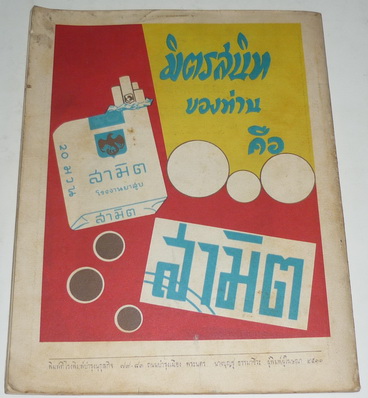 มิตรสนิท
ของท่าน
คือ
๒๐ มวน
สามิต
โรงงานยาสูบ
สามิต
สามิต